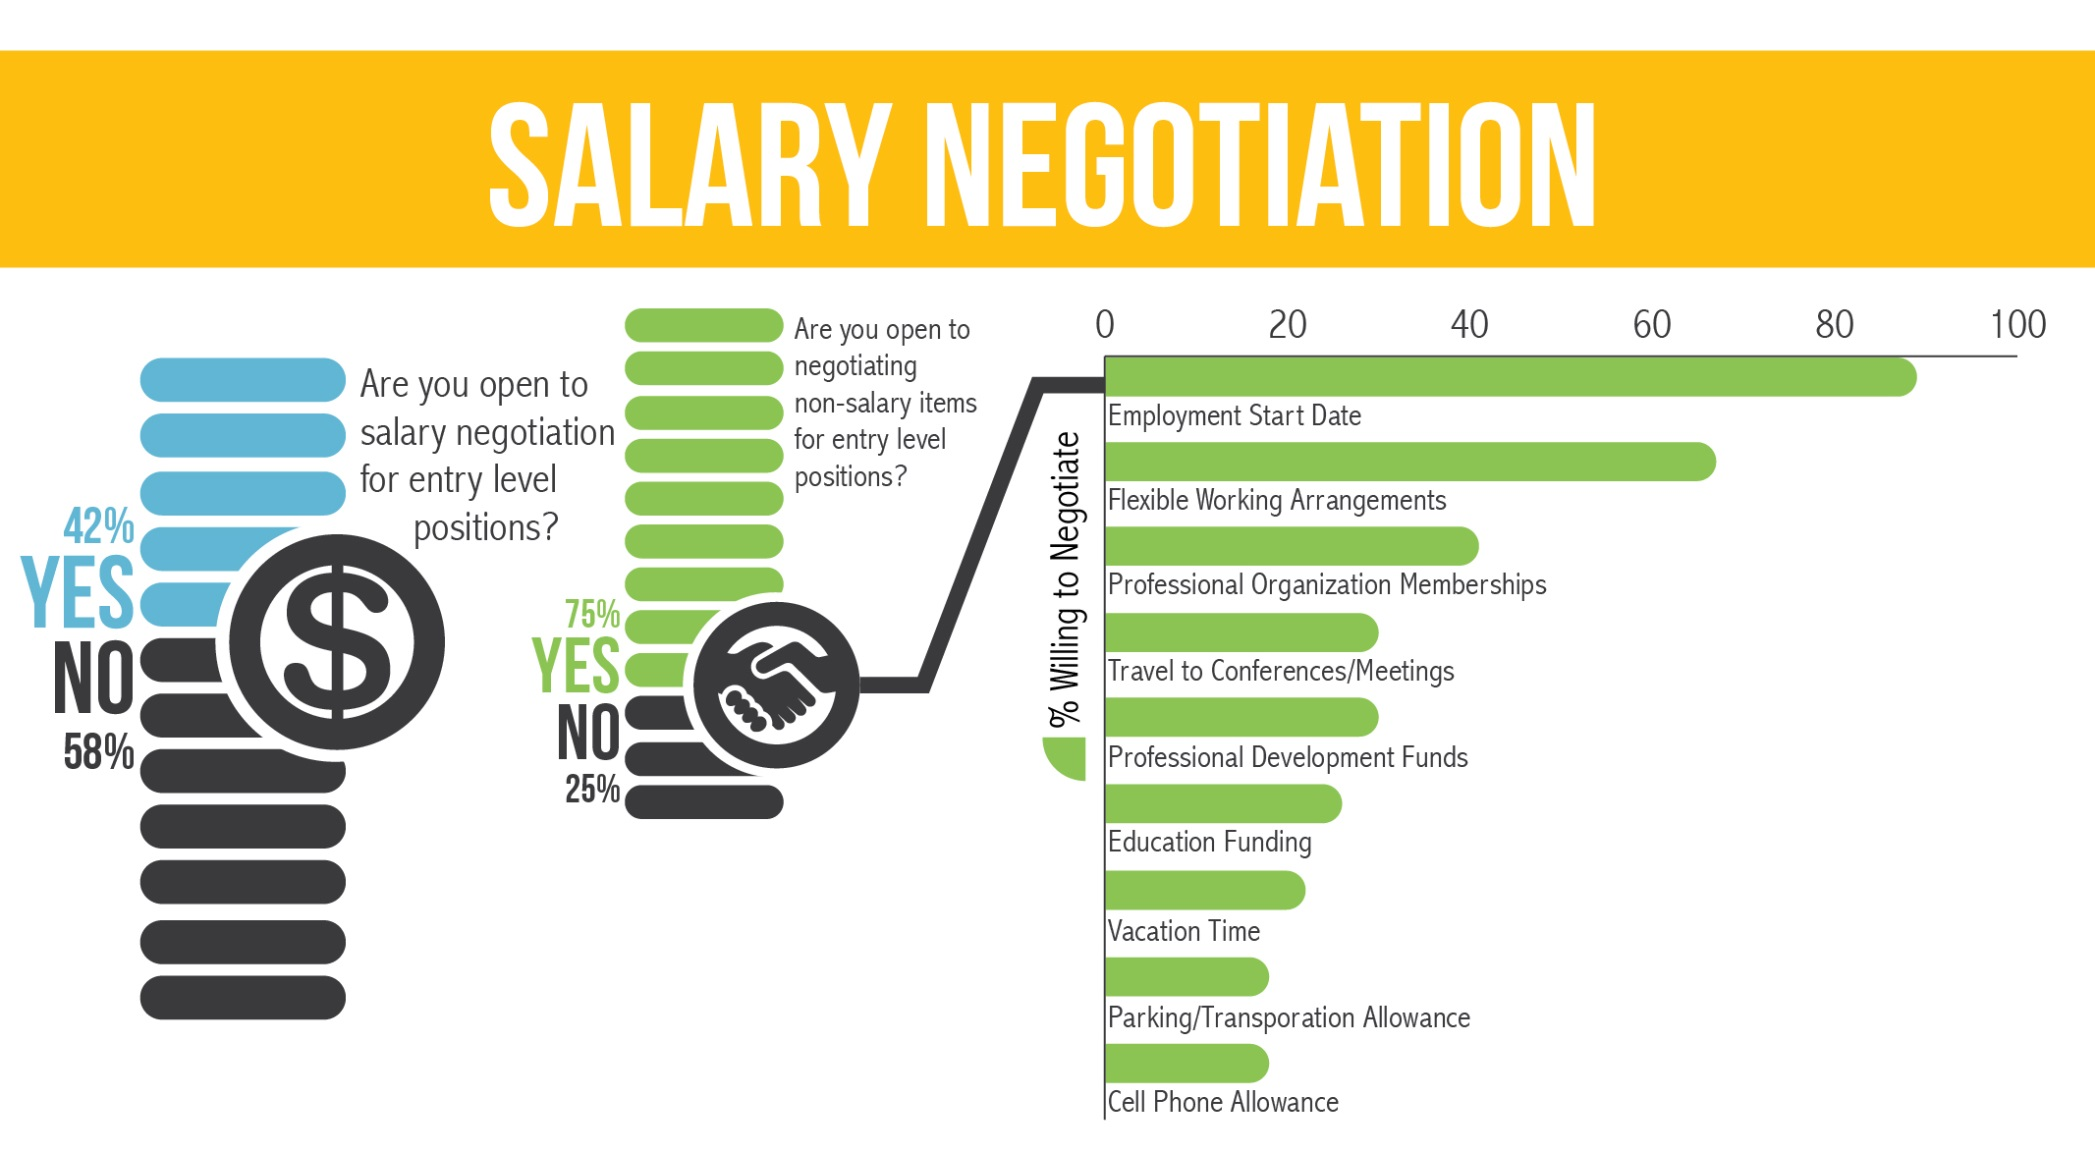 SALARY NEGOTIATION
Are you open to
salary negotiation
for entry level
positions?
42%
YES
NO
58%
Are you open to
negotiating
non-salary items
for entry level
positions?
75%
YES
NO
25%
% Willing to Negotiate
0 20 40 60 80 100
Employment Start Date
Flexible Working Arrangements
Professional Organization Memberships
Travel to Conferences/Meetings
Professional Development Funds
Education Funding
Vacation Time
Parking/Transporation Allowance
Cell Phone Allowance